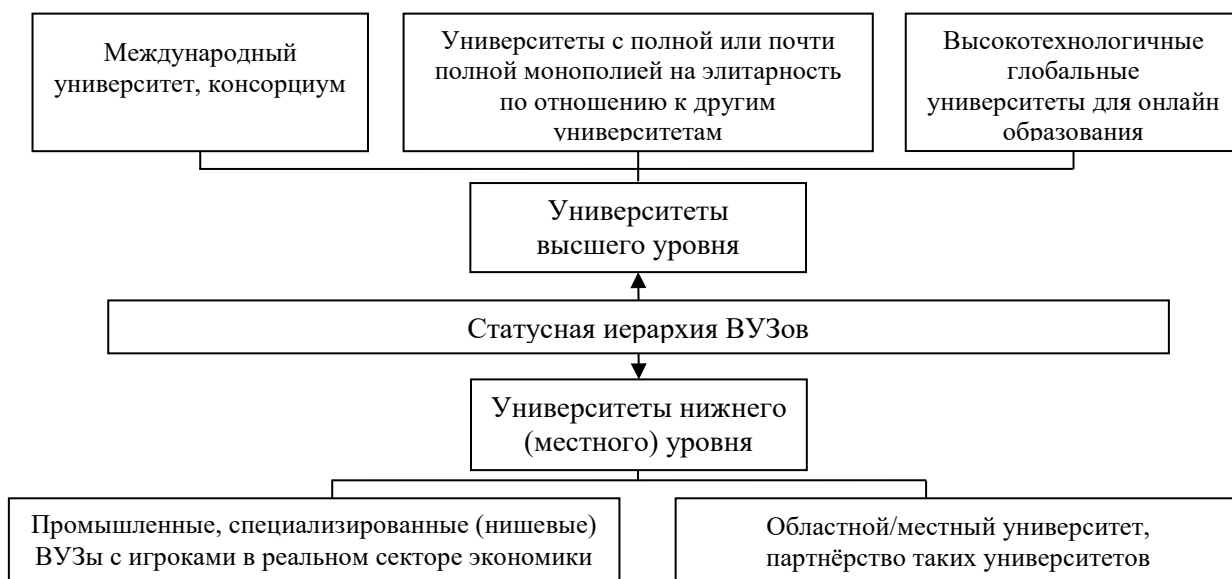 Международный
университет, консорциум
Университеты с полной или почти
полной монополией на элитарность
по отношению к другим
университетам
Высокотехнологичные
глобальные
университеты для онлайн
образования
Университеты
высшего уровня
Статусная иерархия ВУЗов
Университеты нижнего
(местного) уровня
Промышленные, специализированные (нишевые)
ВУЗы с игроками в реальном секторе экономики
Областной/местный университет,
партнёрство таких университетов